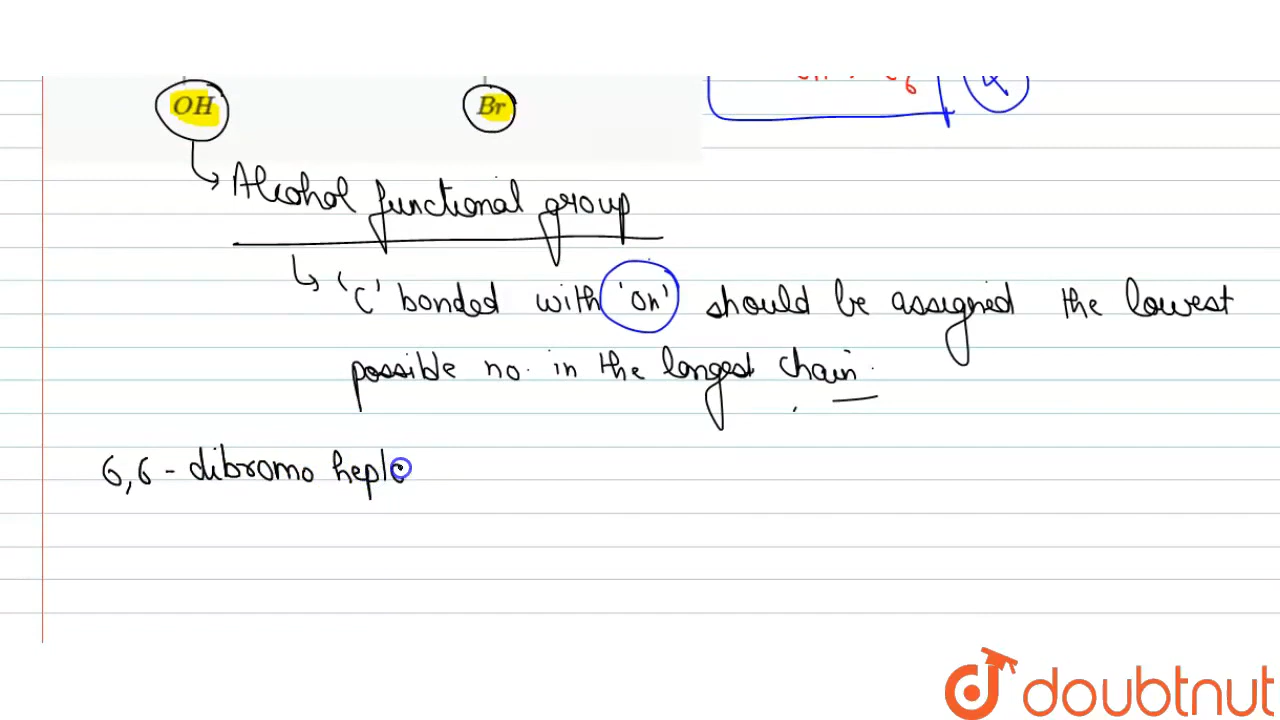 OH Br
Alcohol functional group
'C' bonded with 'OH' should be assigned the lowest
possible no. in the longest chain.
6,6 - dibromo hept
doubtnut